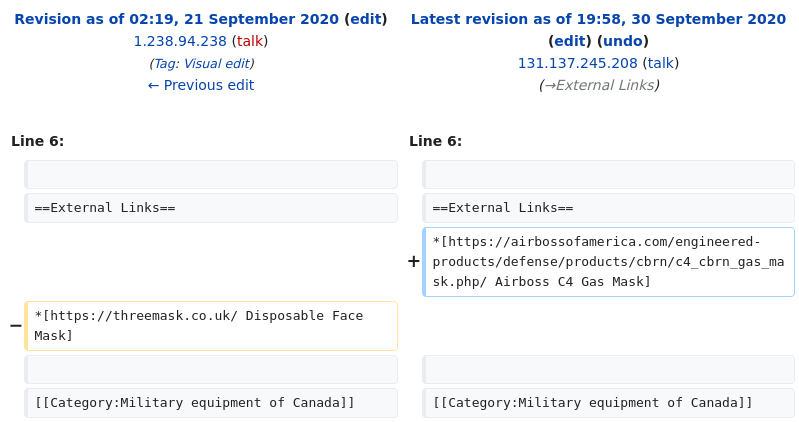 Revision as of 02:19, 21 September 2020 (edit)
1.238.94.238 (talk)
(Tag: Visual edit)
← Previous edit
Latest revision as of 19:58, 30 September 2020
(edit) (undo)
131.137.245.208 (talk)
(→External Links)
Line 6:
Line 6:
==External Links==
==External Links==
+
*[https://airbossofamerica.com/engineered-
products/defense/products/cbrn/c4_cbrn_gas_ma
sk.php/ Airboss C4 Gas Mask]
−
*[https://threemask.co.uk/ Disposable Face
Mask]
[[Category:Military equipment of Canada]]
[[Category:Military equipment of Canada]]